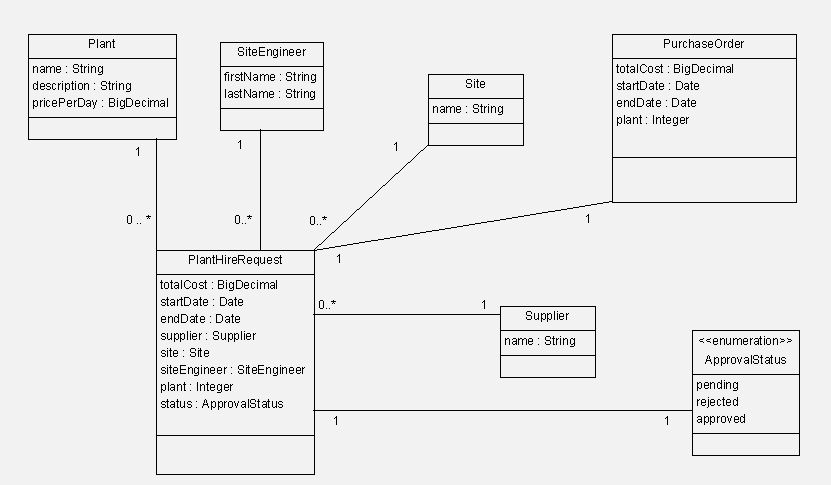 Plant
name : String
description : String
pricePerDay : BigDecimal
SiteEngineer
firstName : String
lastName : String
Site
name : String
PurchaseOrder
totalCost : BigDecimal
startDate : Date
endDate : Date
plant : Integer
1
1
1
1
0.. *
0..*
0..*
1
PlantHireRequest
totalCost : BigDecimal
startDate : Date
endDate : Date
supplier : Supplier
site : Site
siteEngineer : SiteEngineer
plant : Integer
status : ApprovalStatus
0..*
1
Supplier
name : String
1
1
<<enumeration>>
ApprovalStatus
pending
rejected
approved